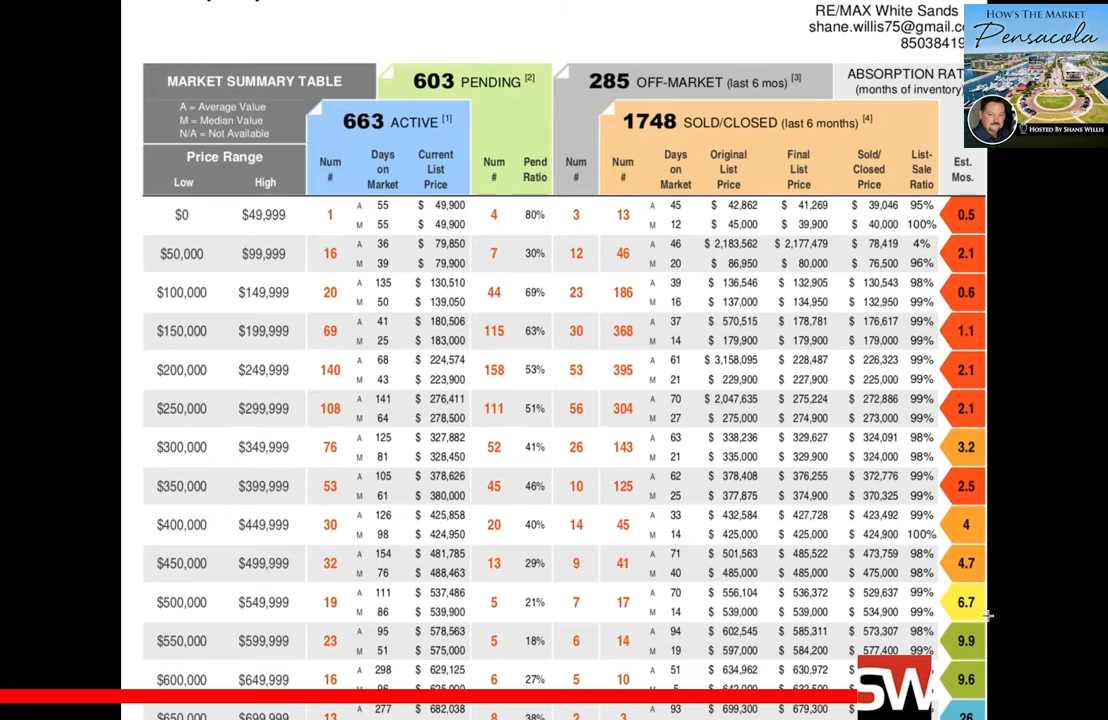 RE/MAX White Sands
shane.willis75@gmail.c
85038419
HOW'S THE MARKET
Pensacola
HOSTED BY SHANE WILLIS
MARKET SUMMARY TABLE
A = Average Value
M = Median Value
N/A = Not Available
603 PENDING [2]
285 OFF-MARKET (last 6 mos) [3]
ABSORPTION RAT
(months of inventory)
663 ACTIVE [1]
1748 SOLD/CLOSED (last 6 months) [4]
Price Range
Low High Num # Days on Market Current List Price Num # Pend Ratio Num # Num # Days on Market Original List Price Final List Price Sold/ Closed Price List- Sale Ratio Est. Mos.
$0 $49,999 1 A 55 $ 49,900 4 80% 3 13 A 45 $ 42,862 $ 41,269 $ 39,046 95% 0.5
M 55 $ 49,900 M 12 $ 45,000 $ 39,900 $ 40,000 100%
$50,000 $99,999 16 A 36 $ 79,850 7 30% 12 46 A 46 $ 2,183,562 $ 2,177,479 $ 78,419 4% 2.1
M 39 $ 79,900 M 20 $ 86,950 $ 80,000 $ 76,500 96%
$100,000 $149,999 20 A 135 $ 130,510 44 69% 23 186 A 39 $ 136,546 $ 132,905 $ 130,543 98% 0.6
M 50 $ 139,050 M 16 $ 137,000 $ 134,950 $ 132,950 99%
$150,000 $199,999 69 A 41 $ 180,506 115 63% 30 368 A 37 $ 570,515 $ 178,781 $ 176,617 99% 1.1
M 25 $ 183,000 M 14 $ 179,900 $ 179,900 $ 179,000 99%
$200,000 $249,999 140 A 68 $ 224,574 158 53% 53 395 A 61 $ 3,158,095 $ 228,487 $ 226,323 99% 2.1
M 43 $ 223,900 M 21 $ 229,900 $ 227,900 $ 225,000 99%
$250,000 $299,999 108 A 141 $ 276,411 111 51% 56 304 A 70 $ 2,047,635 $ 275,224 $ 272,886 99% 2.1
M 64 $ 278,500 M 27 $ 275,000 $ 274,900 $ 273,000 99%
$300,000 $349,999 76 A 125 $ 327,882 52 41% 26 143 A 63 $ 338,236 $ 329,627 $ 324,091 98% 3.2
M 81 $ 328,450 M 21 $ 335,000 $ 329,900 $ 324,000 98%
$350,000 $399,999 53 A 105 $ 378,626 45 46% 10 125 A 62 $ 378,408 $ 376,255 $ 372,776 99% 2.5
M 61 $ 380,000 M 25 $ 377,875 $ 374,900 $ 370,325 99%
$400,000 $449,999 30 A 126 $ 425,858 20 40% 14 45 A 33 $ 432,584 $ 427,728 $ 423,492 99% 4
M 98 $ 424,950 M 14 $ 425,000 $ 425,000 $ 424,900 100%
$450,000 $499,999 32 A 154 $ 481,785 13 29% 9 41 A 71 $ 501,563 $ 485,522 $ 473,759 98% 4.7
M 76 $ 488,463 M 40 $ 485,000 $ 485,000 $ 475,000 98%
$500,000 $549,999 19 A 111 $ 537,486 5 21% 7 17 A 70 $ 556,104 $ 536,372 $ 529,637 99% 6.7
M 86 $ 539,900 M 14 $ 539,000 $ 539,000 $ 534,900 99%
$550,000 $599,999 23 A 95 $ 578,563 5 18% 6 14 A 94 $ 602,545 $ 585,311 $ 573,307 98% 9.9
M 51 $ 575,000 M 19 $ 597,000 $ 584,200 $ 577,400 99%
$600,000 $649,999 16 A 298 $ 629,125 6 27% 5 10 A 51 $ 634,962 $ 630,972 $ 9.6
$650,000 $699,999 13 A 277 $ 682,038 8 38% 2 3 A 93 $ 699,300 $ 679,300 $ 26
SW